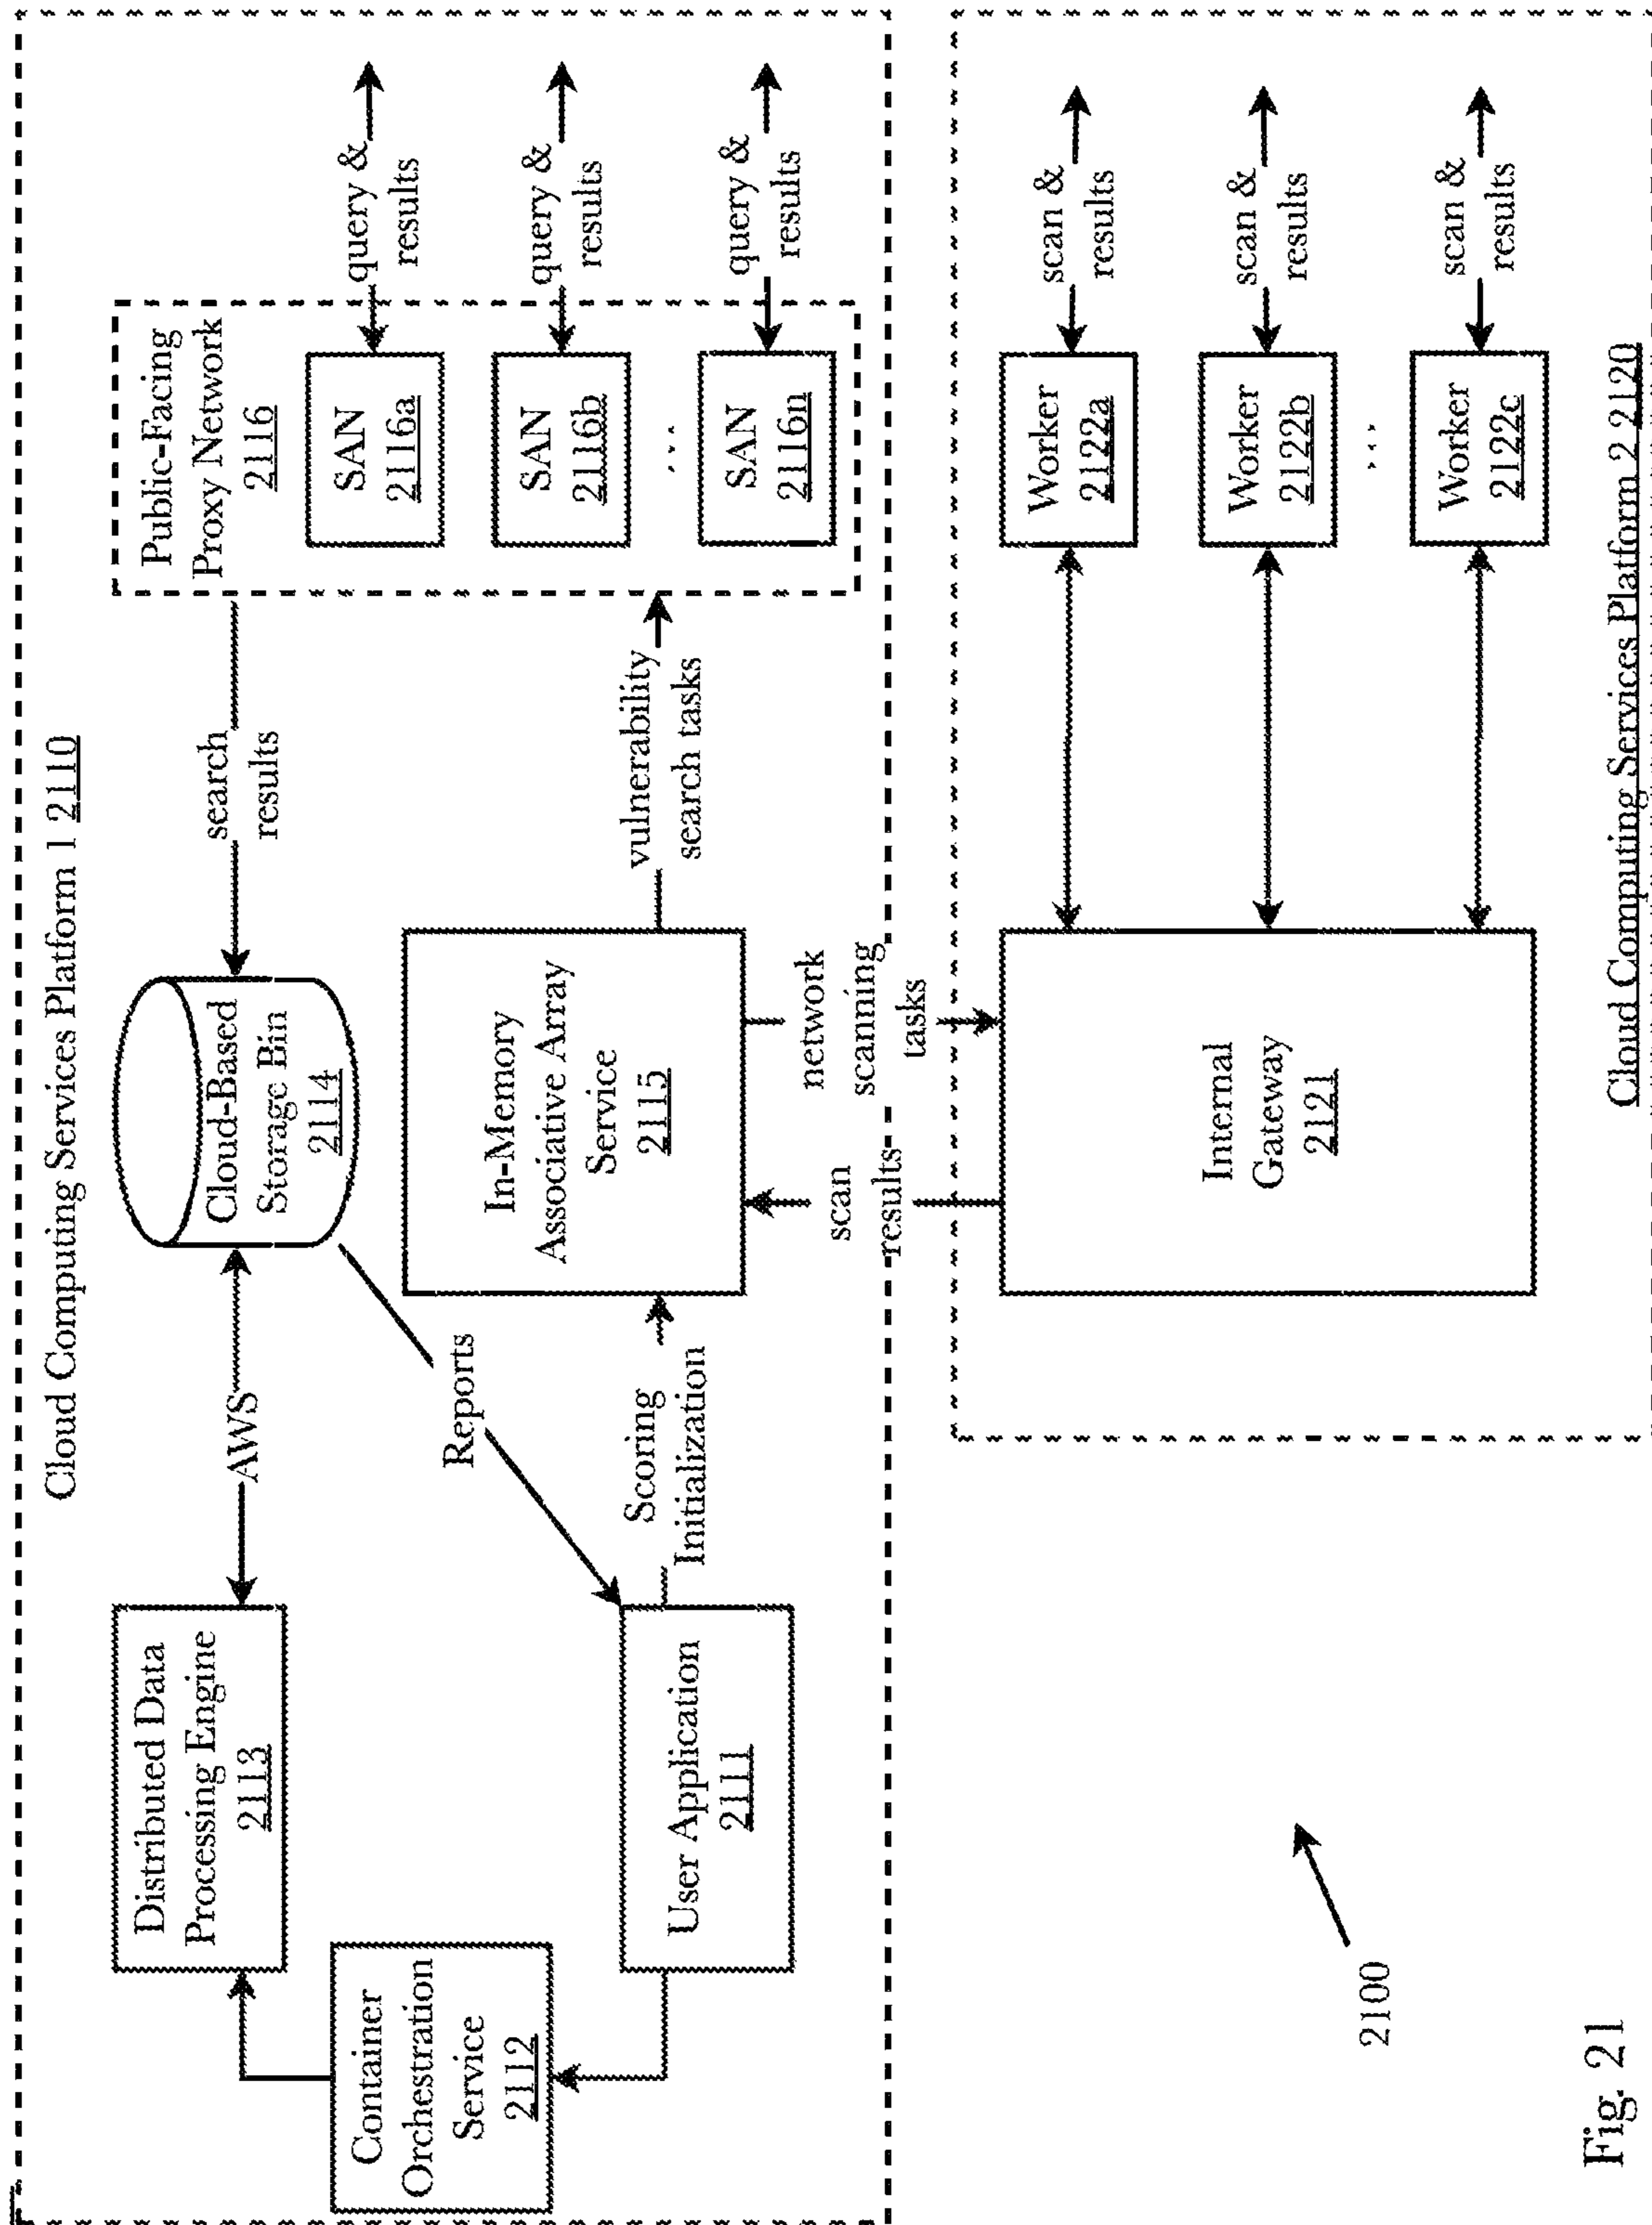 Cloud Computing Services Platform 1 2110
Distributed Data
Processing Engine
2113
AWS
Cloud-Based
Storage Bin
2114
search
results
Public-Facing
Proxy Network
2116
SAN
2116a
query &
results
SAN
2116b
query &
results
...
SAN
2116n
query &
results
Container
Orchestration
Service
2112
Reports
User Application
2111
Scoring
Initialization
In-Memory
Associative Array
Service
2115
vulnerability
search tasks
scan
results
network
scanning
tasks
Internal
Gateway
2121
Worker
2122a
scan &
results
Worker
2122b
scan &
results
...
Worker
2122c
scan &
results
Cloud Computing Services Platform 2 2120
2100
Fig. 21